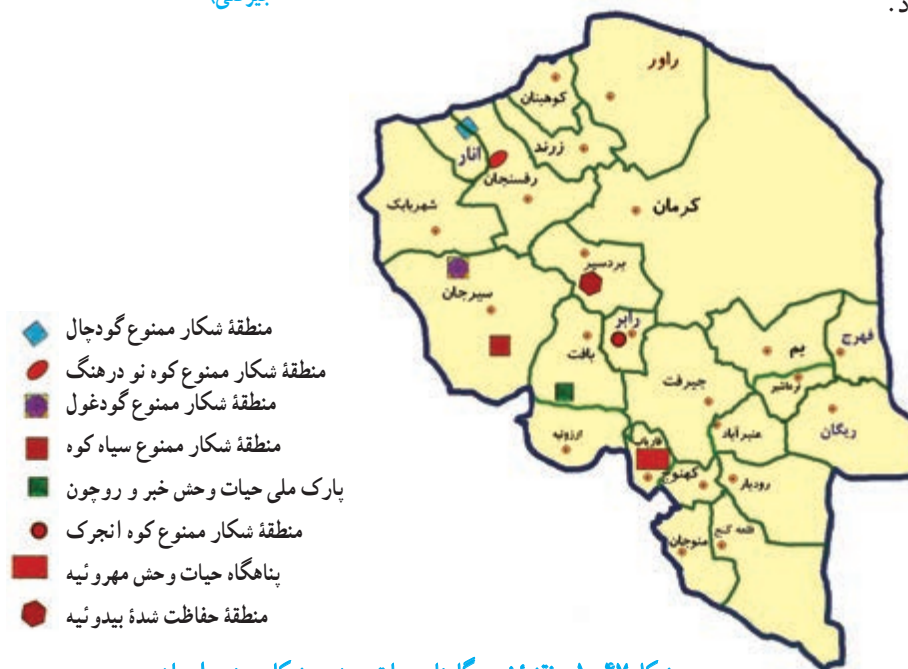 د.
راور
کوهبنان
زرند
انار
رفسنجان
شهربابک
کرمان
بردسیر
سیرجان
رابر
بافت
بم
فهرج
جیرفت
نرماشیر
ریگان
عنبرآباد
ارزوئیه
فاریاب
کهنوج
رودبار
قلعه گنج
منوجان
منطقهٔ شکار ممنوع گودچال
منطقهٔ شکار ممنوع کوه نو درهنگ
منطقهٔ شکار ممنوع گودغول
منطقهٔ شکار ممنوع سیاه کوه
پارک ملی حیات وحش خبر و روچون
منطقهٔ شکار ممنوع کوه انجرک
پناهگاه حیات وحش مهروئیه
منطقهٔ حفاظت شدهٔ بیدوئیه